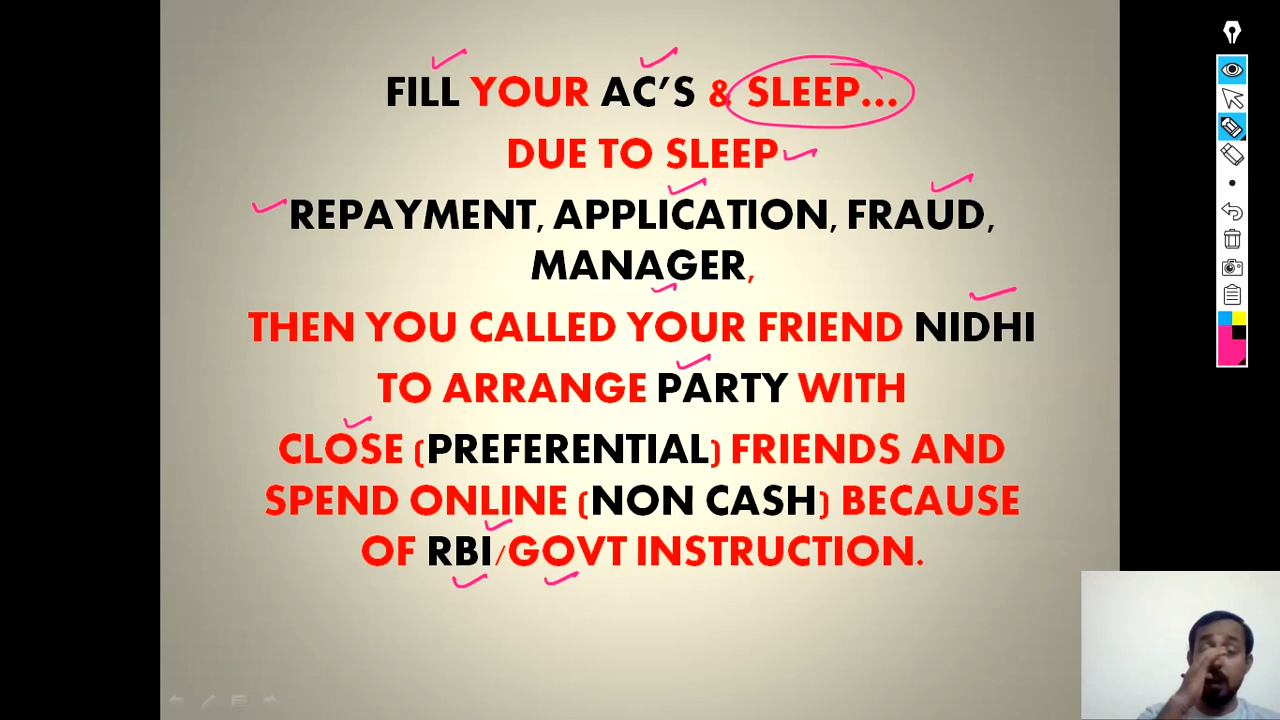 FILL YOUR AC'S & SLEEP...
DUE TO SLEEP
REPAYMENT, APPLICATION, FRAUD,
MANAGER,
THEN YOU CALLED YOUR FRIEND NIDHI
TO ARRANGE PARTY WITH
CLOSE (PREFERENTIAL) FRIENDS AND
SPEND ONLINE (NON CASH) BECAUSE
OF RBI/GOVT INSTRUCTION.